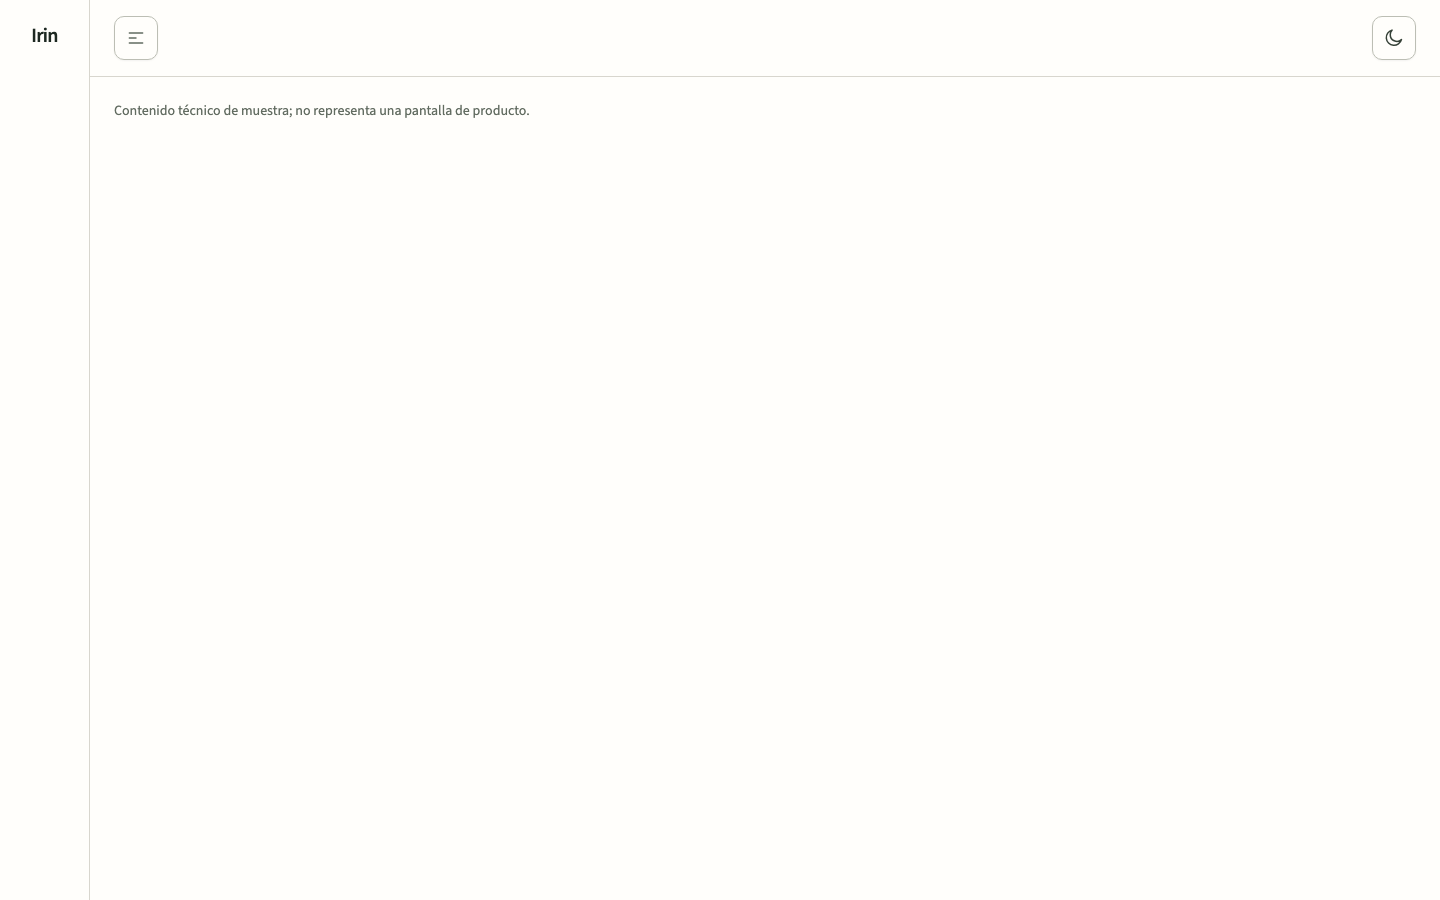 Irin
Contenido técnico de muestra; no representa una pantalla de producto.